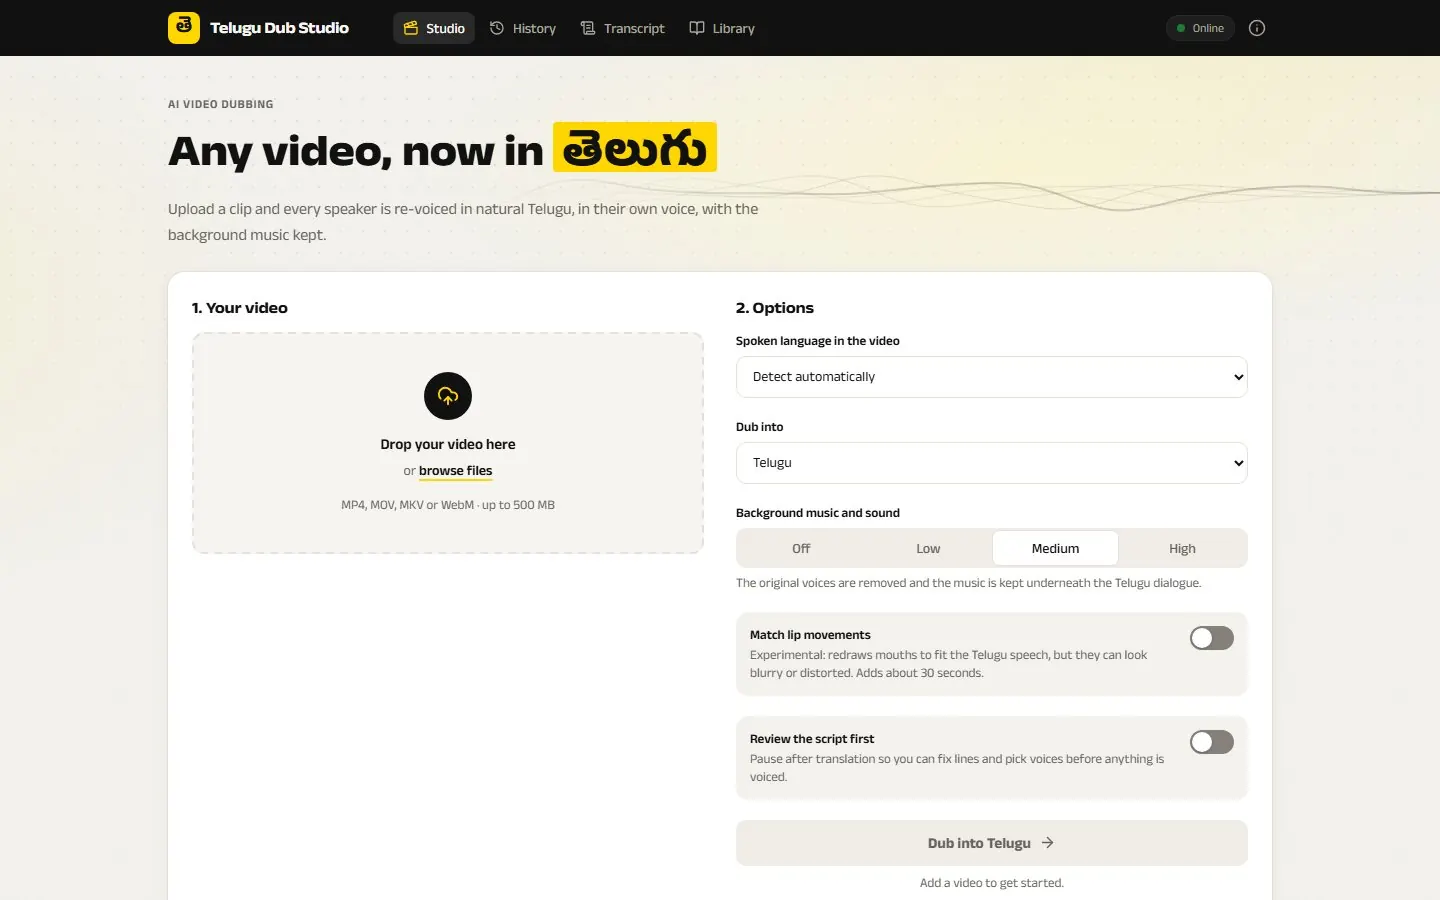 తె Telugu Dub Studio Studio History Transcript Library Online
AI VIDEO DUBBING
Any video, now in తెలుగు
Upload a clip and every speaker is re-voiced in natural Telugu, in their own voice, with the
background music kept.
1. Your video
Drop your video here
or browse files
MP4, MOV, MKV or WebM · up to 500 MB
2. Options
Spoken language in the video
Detect automatically
Dub into
Telugu
Background music and sound
Off Low Medium High
The original voices are removed and the music is kept underneath the Telugu dialogue.
Match lip movements
Experimental: redraws mouths to fit the Telugu speech, but they can look
blurry or distorted. Adds about 30 seconds.
Review the script first
Pause after translation so you can fix lines and pick voices before anything is
voiced.
Dub into Telugu →
Add a video to get started.